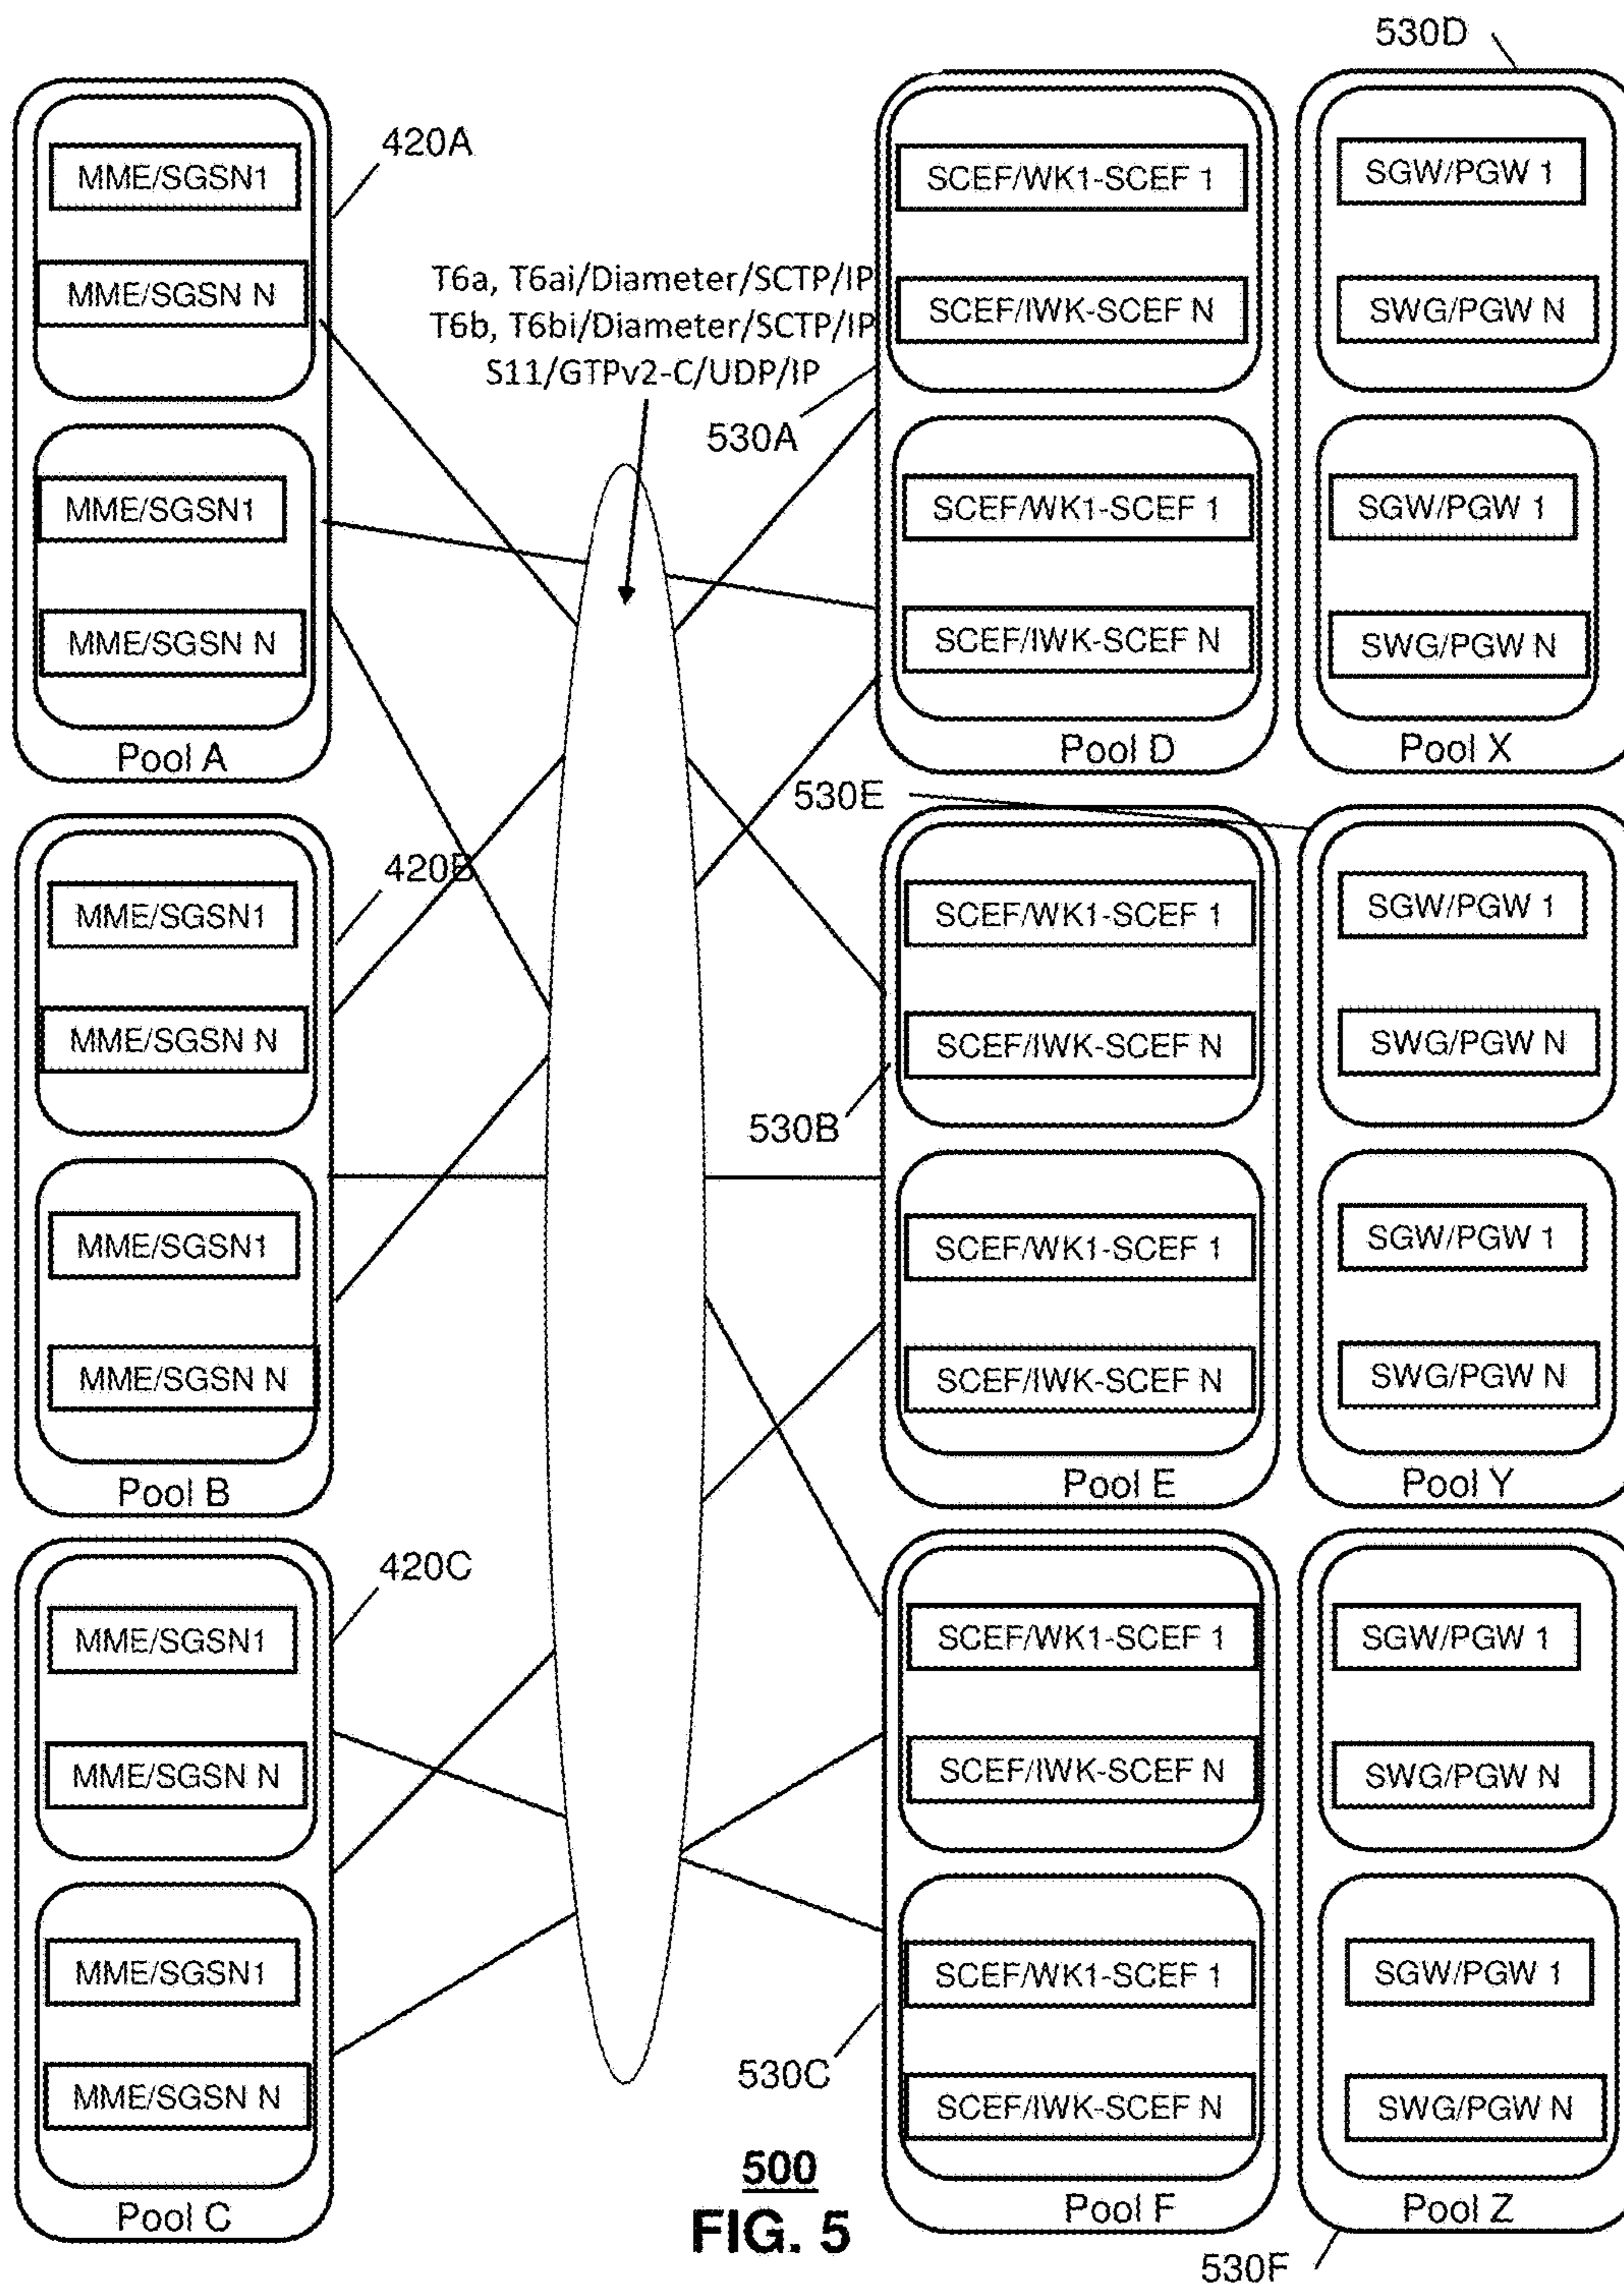 530D
420A
MME/SGSN1
MME/SGSN N
MME/SGSN1
MME/SGSN N
Pool A
T6a, T6ai/Diameter/SCTP/IP
T6b, T6bi/Diameter/SCTP/IP
S11/GTPv2-C/UDP/IP
530A
SCEF/WK1-SCEF 1
SCEF/IWK-SCEF N
SCEF/WK1-SCEF 1
SCEF/IWK-SCEF N
Pool D
SGW/PGW 1
SWG/PGW N
SGW/PGW 1
SWG/PGW N
Pool X
530E
420B
MME/SGSN1
MME/SGSN N
MME/SGSN1
MME/SGSN N
Pool B
530B
SCEF/WK1-SCEF 1
SCEF/IWK-SCEF N
SCEF/WK1-SCEF 1
SCEF/IWK-SCEF N
Pool E
SGW/PGW 1
SWG/PGW N
SGW/PGW 1
SWG/PGW N
Pool Y
420C
MME/SGSN1
MME/SGSN N
MME/SGSN1
MME/SGSN N
Pool C
530C
SCEF/WK1-SCEF 1
SCEF/IWK-SCEF N
SCEF/WK1-SCEF 1
SCEF/IWK-SCEF N
Pool F
SGW/PGW 1
SWG/PGW N
SGW/PGW 1
SWG/PGW N
Pool Z
530F
500
FIG. 5